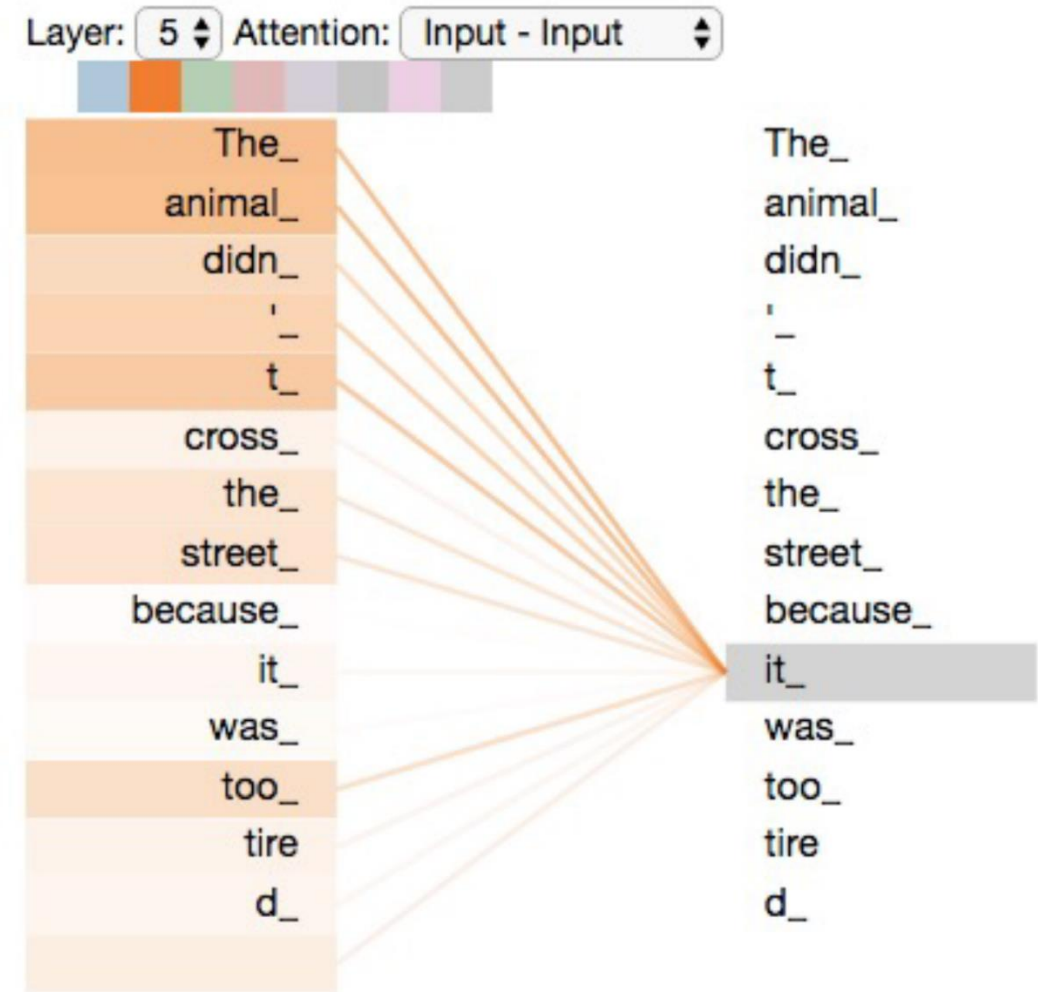 Layer: 5 Attention: Input - Input
The_ The_
animal_ animal_
didn_ didn_
'_ '_
t_ t_
cross_ cross_
the_ the_
street_ street_
because_ because_
it_ it_
was_ was_
too_ too_
tire tire
d_ d_